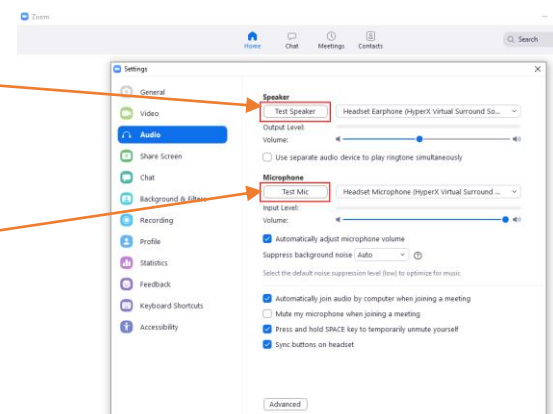 Zoom
Home Chat Meetings Contacts
Search
Settings
General
Video
Audio
Share Screen
Chat
Background & Filters
Recording
Profile
Statistics
Feedback
Keyboard Shortcuts
Accessibility
Speaker
Test Speaker Headset Earphone (HyperX Virtual Surround So...
Output Level:
Volume:
Use separate audio device to play ringtone simultaneously
Microphone
Test Mic Headset Microphone (HyperX Virtual Surround ...
Input Level:
Volume:
Automatically adjust microphone volume
Suppress background noise Auto
Select the default noise suppression level (low) to optimize for music.
Automatically join audio by computer when joining a meeting
Mute my microphone when joining a meeting
Press and hold SPACE key to temporarily unmute yourself
Sync buttons on headset
Advanced